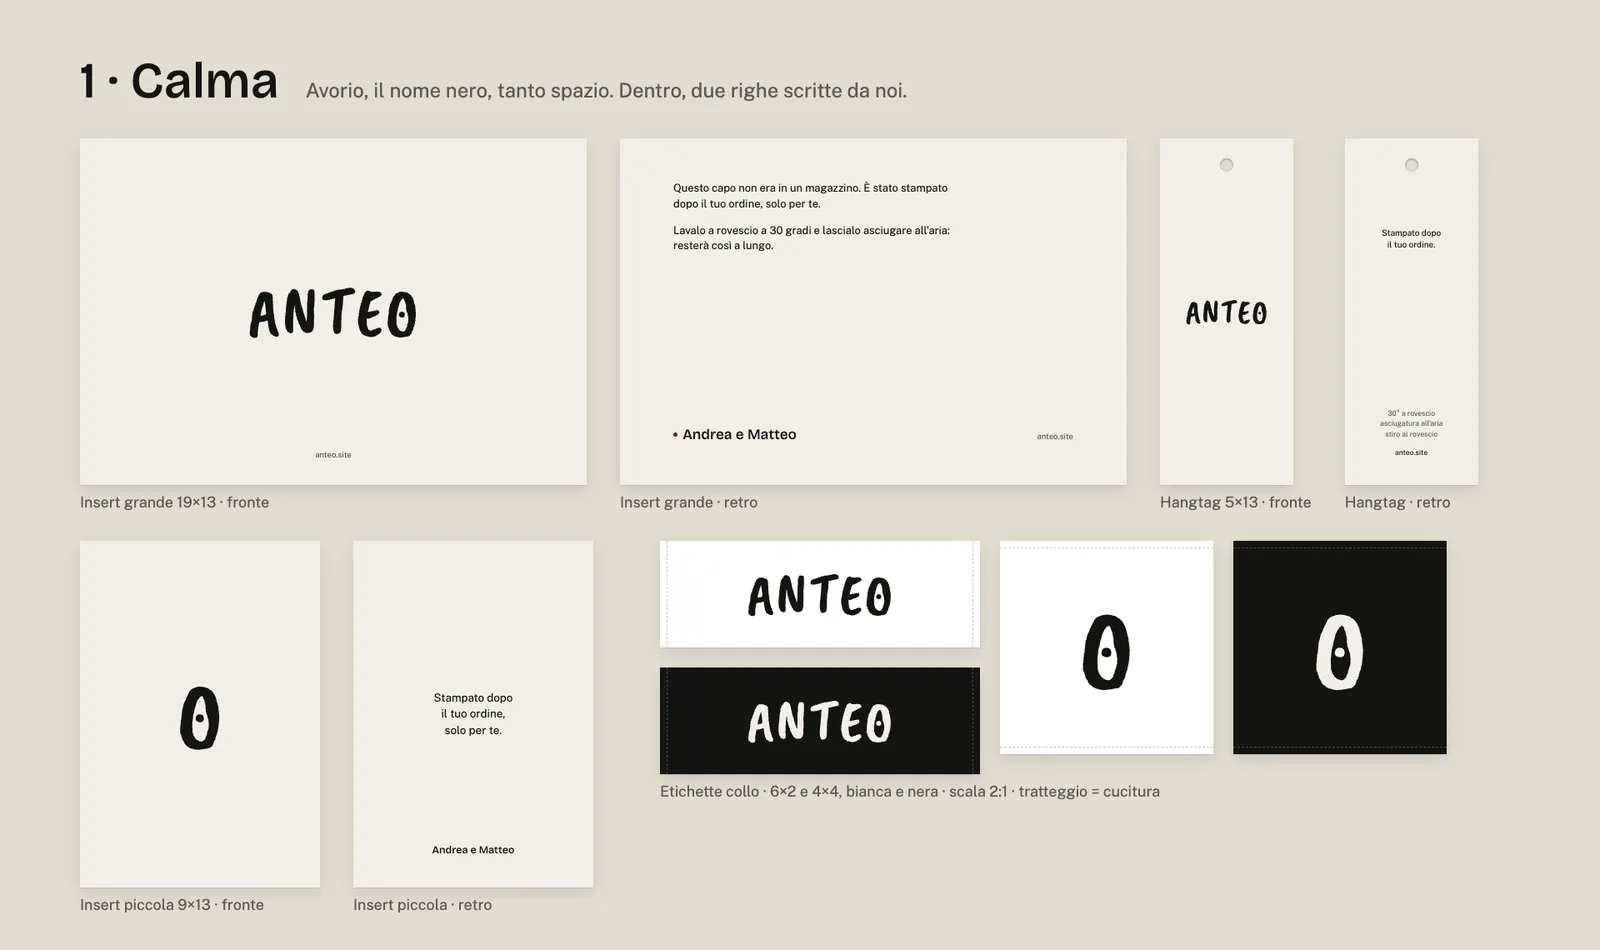 1 · Calma
Avorio, il nome nero, tanto spazio. Dentro, due righe scritte da noi.
ANTEO
anteo.site
Insert grande 19×13 · fronte
Questo capo non era in un magazzino. È stato stampato
dopo il tuo ordine, solo per te.
Lavalo a rovescio a 30 gradi e lascialo asciugare all'aria:
resterà così a lungo.
• Andrea e Matteo
anteo.site
Insert grande · retro
ANTEO
Hangtag 5×13 · fronte
Stampato dopo
il tuo ordine.
30° a rovescio
asciugatura all'aria
stiro al rovescio
anteo.site
Hangtag · retro
O
Insert piccola 9×13 · fronte
Stampato dopo
il tuo ordine,
solo per te.
Andrea e Matteo
Insert piccola · retro
ANTEO
ANTEO
O
O
Etichette collo · 6×2 e 4×4, bianca e nera · scala 2:1 · tratteggio = cucitura